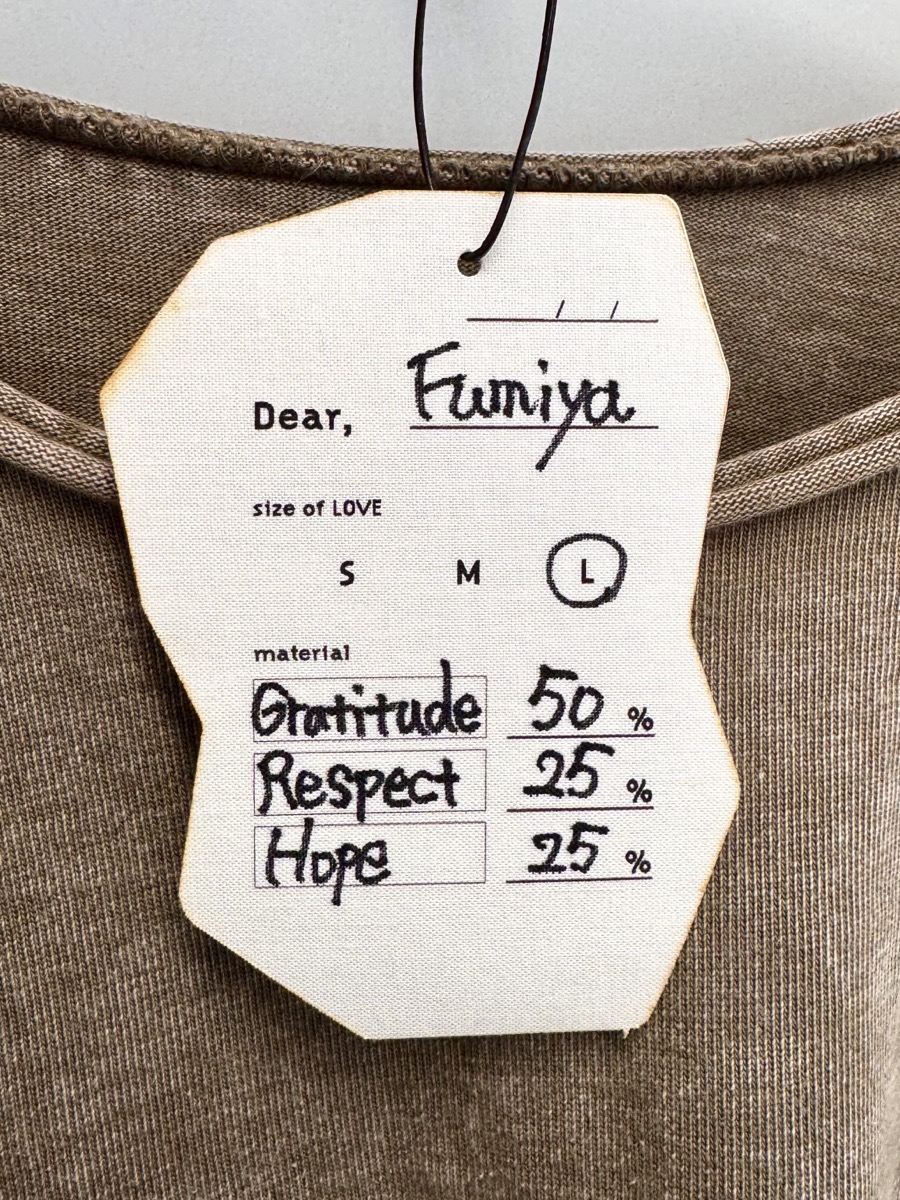 / /
Dear, Fumiya
size of LOVE
S M L
material
Gratitude 50 %
Respect 25 %
Hope 25 %